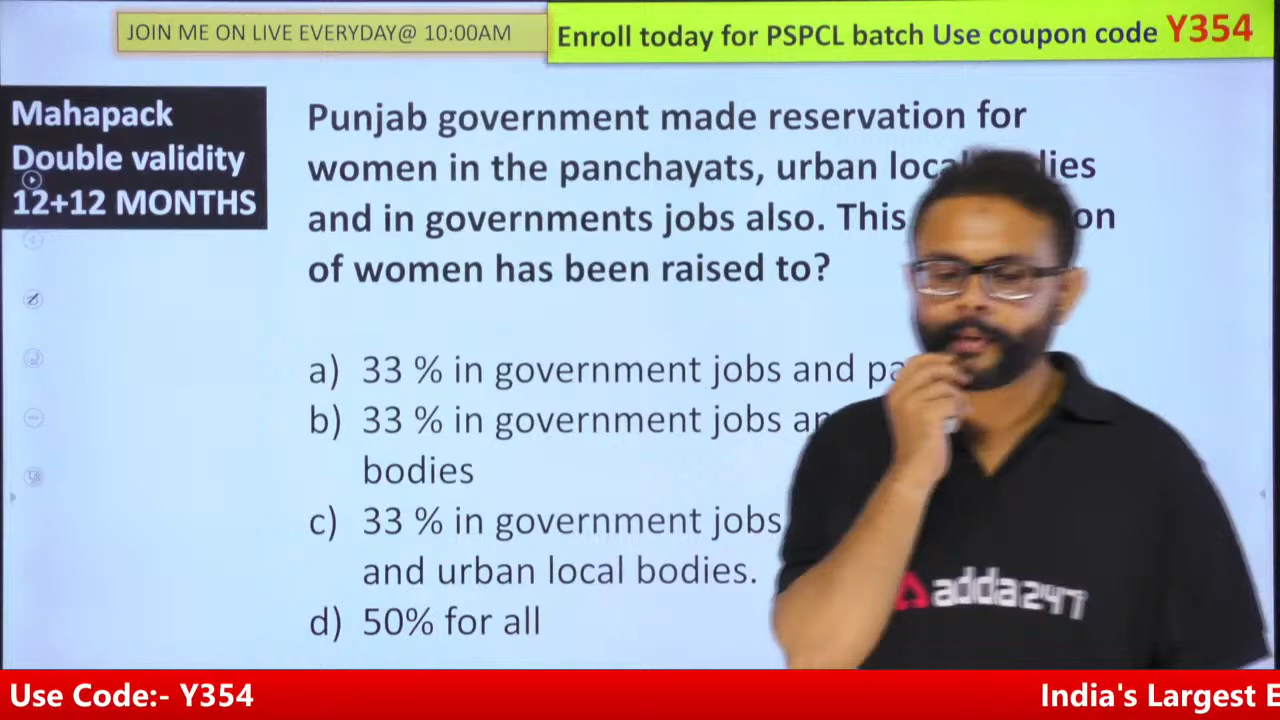 JOIN ME ON LIVE EVERYDAY@ 10:00AM
Enroll today for PSPCL batch Use coupon code Y354
Mahapack
Double validity
12+12 MONTHS
Punjab government made reservation for
women in the panchayats, urban
and in governments jobs also. This
of women has been raised to?
a) 33 % in government jobs and
b) 33 % in government jobs
bodies
c) 33 % in government jobs
and urban local bodies.
d) 50% for all
adda247
Use Code:- Y354
India's Largest